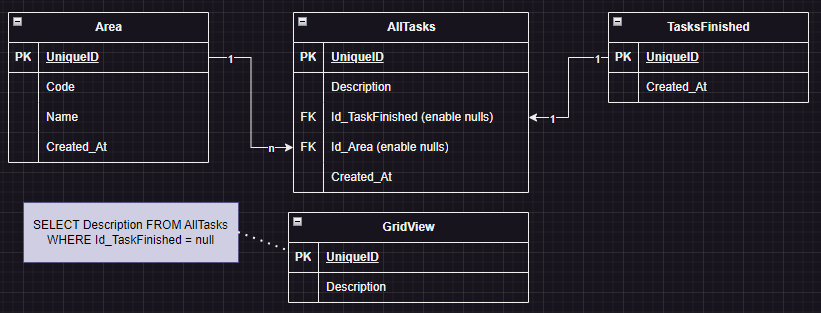 Area
PK UniqueID
Code
Name
Created_At
1
n
AllTasks
PK UniqueID
Description
FK Id_TaskFinished (enable nulls)
FK Id_Area (enable nulls)
Created_At
1
1
TasksFinished
PK UniqueID
Created_At
SELECT Description FROM AllTasks
WHERE Id_TaskFinished = null
GridView
PK UniqueID
Description